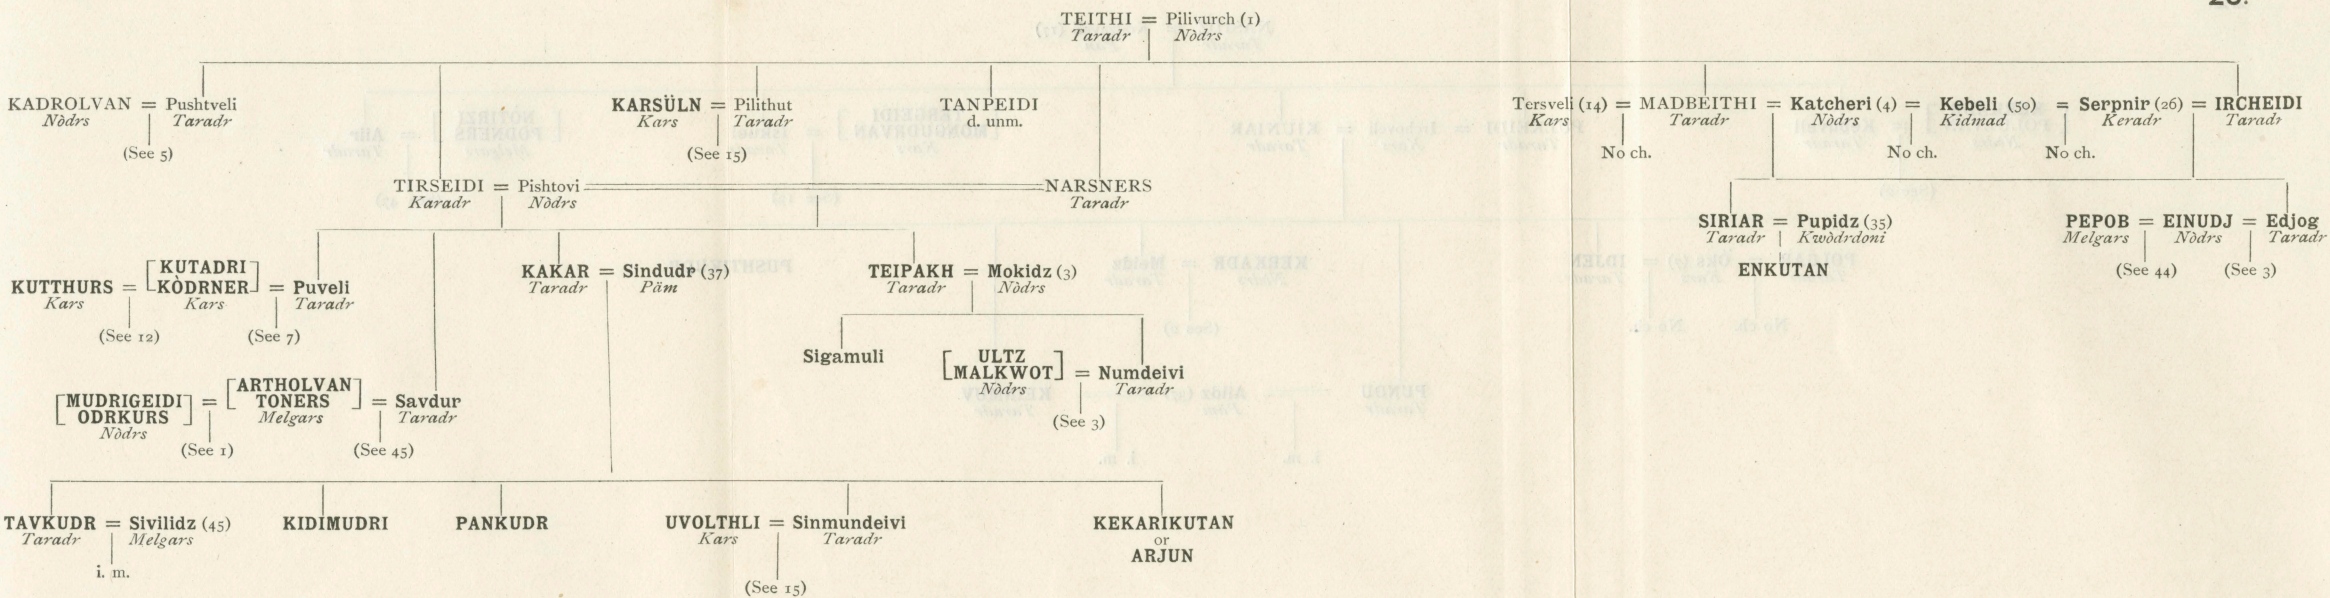 28.
TEITHI = Pilivurch (1)
Taradr Nòdrs
KADROLVAN = Pushtveli
Nòdrs Taradr
(See 5)
KARSÜLN = Pilithut
Kars Taradr
(See 15)
TANPEIDI
d. unm.
Tersveli (14) = MADBEITHI = Katcheri (4) = Kebeli (50) = Serpnir (26) = IRCHEIDI
Kars Taradr Nòdrs Kidmad Keradr Taradr
No ch. No ch. No ch.
TIRSEIDI = Pishtovi NARSNERS
Karadr Nòdrs Taradr
SIRIAR = Pupidz (35)
Taradr Kwòdrdoni
ENKUTAN
PEPOB = EINUDJ = Edjog
Melgars Nòdrs Taradr
(See 44) (See 3)
KUTTHURS = [KUTADRI KÒDRNER] = Puveli
Kars Kars Taradr
(See 12) (See 7)
KAKAR = Sindudr (37)
Taradr Päm
TEIPAKH = Mokidz (3)
Taradr Nòdrs
Sigamuli
[ULTZ MALKWOT] = Numdeivi
Nòdrs Taradr
(See 3)
[MUDRIGEIDI ODRKURS] = [ARTHOLVAN TONERS] = Savdur
Nòdrs Melgars Taradr
(See 1) (See 45)
TAVKUDR = Sivilidz (45)
Taradr Melgars
i. m.
KIDIMUDRI
PANKUDR
UVOLTHLI = Sinmundeivi
Kars Taradr
(See 15)
KEKARIKUTAN
or
ARJUN